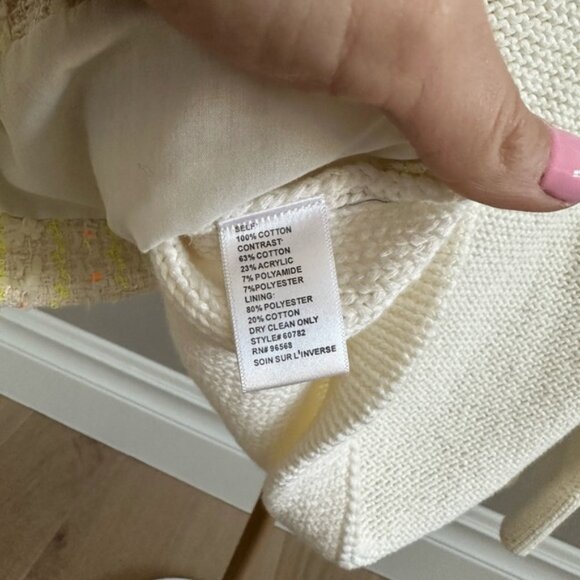 SELF:
100% COTTON
CONTRAST:
63% COTTON
23% ACRYLIC
7% POLYAMIDE
7%POLYESTER
LINING:
80% POLYESTER
20% COTTON
DRY CLEAN ONLY
STYLE# 60782
RN# 96568
SOIN SUR L'INVERSE